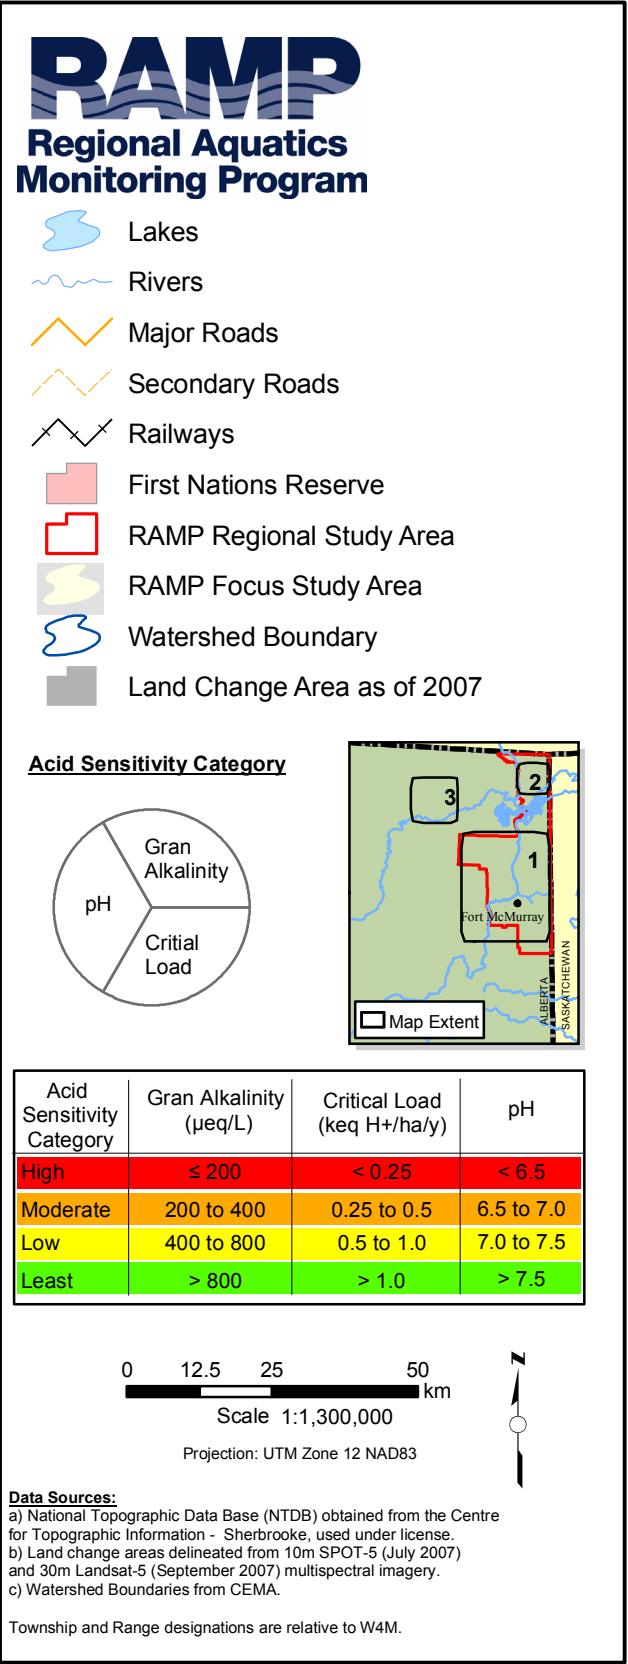 RAMP
Regional Aquatics
Monitoring Program
Lakes
Rivers
Major Roads
Secondary Roads
Railways
First Nations Reserve
RAMP Regional Study Area
RAMP Focus Study Area
Watershed Boundary
Land Change Area as of 2007
Acid Sensitivity Category
Gran
Alkalinity
pH
Critial
Load
3
2
1
Fort McMurray
ALBERTA
SASKATCHEWAN
Map Extent
Acid
Sensitivity
Category
Gran Alkalinity
(µeq/L)
Critical Load
(keq H+/ha/y)
pH
High ≤ 200 < 0.25 < 6.5
Moderate 200 to 400 0.25 to 0.5 6.5 to 7.0
Low 400 to 800 0.5 to 1.0 7.0 to 7.5
Least > 800 > 1.0 > 7.5
0 12.5 25 50
km
Scale 1:1,300,000
Projection: UTM Zone 12 NAD83
N
Data Sources:
a) National Topographic Data Base (NTDB) obtained from the Centre
for Topographic Information - Sherbrooke, used under license.
b) Land change areas delineated from 10m SPOT-5 (July 2007)
and 30m Landsat-5 (September 2007) multispectral imagery.
c) Watershed Boundaries from CEMA.
Township and Range designations are relative to W4M.